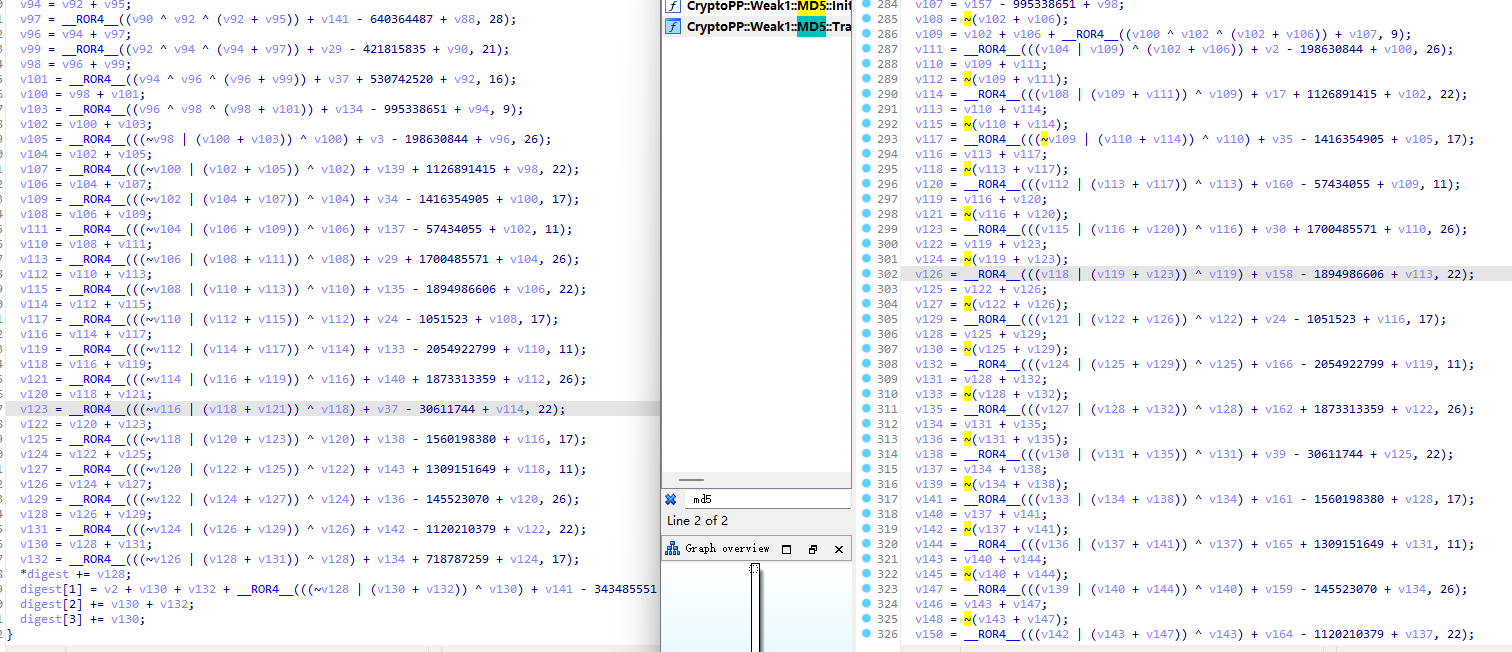 v94 = v92 + v95;
v97 = __ROR4__((v90 ^ v92 ^ (v92 + v95)) + v141 - 640364487 + v88, 28);
v96 = v94 + v97;
v99 = __ROR4__((v92 ^ v94 ^ (v94 + v97)) + v29 - 421815835 + v90, 21);
v98 = v96 + v99;
v101 = __ROR4__((v94 ^ v96 ^ (v96 + v99)) + v37 + 530742520 + v92, 16);
v100 = v98 + v101;
v103 = __ROR4__((v96 ^ v98 ^ (v98 + v101)) + v134 - 995338651 + v94, 9);
v102 = v100 + v103;
v105 = __ROR4__(((~v98 | (v100 + v103)) ^ v100) + v3 - 198630844 + v96, 26);
v104 = v102 + v105;
v107 = __ROR4__(((~v100 | (v102 + v105)) ^ v102) + v139 + 1126891415 + v98, 22);
v106 = v104 + v107;
v109 = __ROR4__(((~v102 | (v104 + v107)) ^ v104) + v34 - 1416354905 + v100, 17);
v108 = v106 + v109;
v111 = __ROR4__(((~v104 | (v106 + v109)) ^ v106) + v137 - 57434055 + v102, 11);
v110 = v108 + v111;
v113 = __ROR4__(((~v106 | (v108 + v111)) ^ v108) + v29 + 1700485571 + v104, 26);
v112 = v110 + v113;
v115 = __ROR4__(((~v108 | (v110 + v113)) ^ v110) + v135 - 1894986606 + v106, 22);
v114 = v112 + v115;
v117 = __ROR4__(((~v110 | (v112 + v115)) ^ v112) + v24 - 1051523 + v108, 17);
v116 = v114 + v117;
v119 = __ROR4__(((~v112 | (v114 + v117)) ^ v114) + v133 - 2054922799 + v110, 11);
v118 = v116 + v119;
v121 = __ROR4__(((~v114 | (v116 + v119)) ^ v116) + v140 + 1873313359 + v112, 26);
v120 = v118 + v121;
v123 = __ROR4__(((~v116 | (v118 + v121)) ^ v118) + v37 - 30611744 + v114, 22);
v122 = v120 + v123;
v125 = __ROR4__(((~v118 | (v120 + v123)) ^ v120) + v138 - 1560198380 + v116, 17);
v124 = v122 + v125;
v127 = __ROR4__(((~v120 | (v122 + v125)) ^ v122) + v143 + 1309151649 + v118, 11);
v126 = v124 + v127;
v129 = __ROR4__(((~v122 | (v124 + v127)) ^ v124) + v136 - 145523070 + v120, 26);
v128 = v126 + v129;
v131 = __ROR4__(((~v124 | (v126 + v129)) ^ v126) + v142 - 1120210379 + v122, 22);
v130 = v128 + v131;
v132 = __ROR4__(((~v126 | (v128 + v131)) ^ v128) + v134 + 718787259 + v124, 17);
*digest += v128;
digest[1] = v2 + v130 + v132 + __ROR4__(((~v128 | (v130 + v132)) ^ v130) + v141 - 343485551
digest[2] += v130 + v132;
digest[3] += v130;
}
f CryptoPP::Weak1::MD5::Init
f CryptoPP::Weak1::MD5::Tra
md5
Line 2 of 2
Graph overview
284 v107 = v157 - 995338651 + v98;
285 v108 = ~(v102 + v106);
286 v109 = v102 + v106 + __ROR4__((v100 ^ v102 ^ (v102 + v106)) + v107, 9);
287 v111 = __ROR4__(((v104 | v109) ^ (v102 + v106)) + v2 - 198630844 + v100, 26);
288 v110 = v109 + v111;
289 v112 = ~(v109 + v111);
290 v114 = __ROR4__(((v108 | (v109 + v111)) ^ v109) + v17 + 1126891415 + v102, 22);
291 v113 = v110 + v114;
292 v115 = ~(v110 + v114);
293 v117 = __ROR4__(((~v109 | (v110 + v114)) ^ v110) + v35 - 1416354905 + v105, 17);
294 v116 = v113 + v117;
295 v118 = ~(v113 + v117);
296 v120 = __ROR4__(((v112 | (v113 + v117)) ^ v113) + v160 - 57434055 + v109, 11);
297 v119 = v116 + v120;
298 v121 = ~(v116 + v120);
299 v123 = __ROR4__(((v115 | (v116 + v120)) ^ v116) + v30 + 1700485571 + v110, 26);
300 v122 = v119 + v123;
301 v124 = ~(v119 + v123);
302 v126 = __ROR4__(((v118 | (v119 + v123)) ^ v119) + v158 - 1894986606 + v113, 22);
303 v125 = v122 + v126;
304 v127 = ~(v122 + v126);
305 v129 = __ROR4__(((v121 | (v122 + v126)) ^ v122) + v24 - 1051523 + v116, 17);
306 v128 = v125 + v129;
307 v130 = ~(v125 + v129);
308 v132 = __ROR4__(((v124 | (v125 + v129)) ^ v125) + v166 - 2054922799 + v119, 11);
309 v131 = v128 + v132;
310 v133 = ~(v128 + v132);
311 v135 = __ROR4__(((v127 | (v128 + v132)) ^ v128) + v162 + 1873313359 + v122, 26);
312 v134 = v131 + v135;
313 v136 = ~(v131 + v135);
314 v138 = __ROR4__(((v130 | (v131 + v135)) ^ v131) + v39 - 30611744 + v125, 22);
315 v137 = v134 + v138;
316 v139 = ~(v134 + v138);
317 v141 = __ROR4__(((v133 | (v134 + v138)) ^ v134) + v161 - 1560198380 + v128, 17);
318 v140 = v137 + v141;
319 v142 = ~(v137 + v141);
320 v144 = __ROR4__(((v136 | (v137 + v141)) ^ v137) + v165 + 1309151649 + v131, 11);
321 v143 = v140 + v144;
322 v145 = ~(v140 + v144);
323 v147 = __ROR4__(((v139 | (v140 + v144)) ^ v140) + v159 - 145523070 + v134, 26);
324 v146 = v143 + v147;
325 v148 = ~(v143 + v147);
326 v150 = __ROR4__(((v142 | (v143 + v147)) ^ v143) + v164 - 1120210379 + v137, 22);